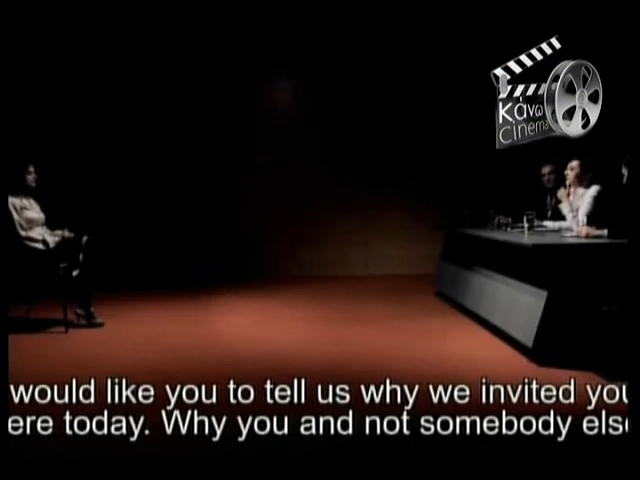 κάνω
cinema
would like you to tell us why we invited you
ere today. Why you and not somebody els